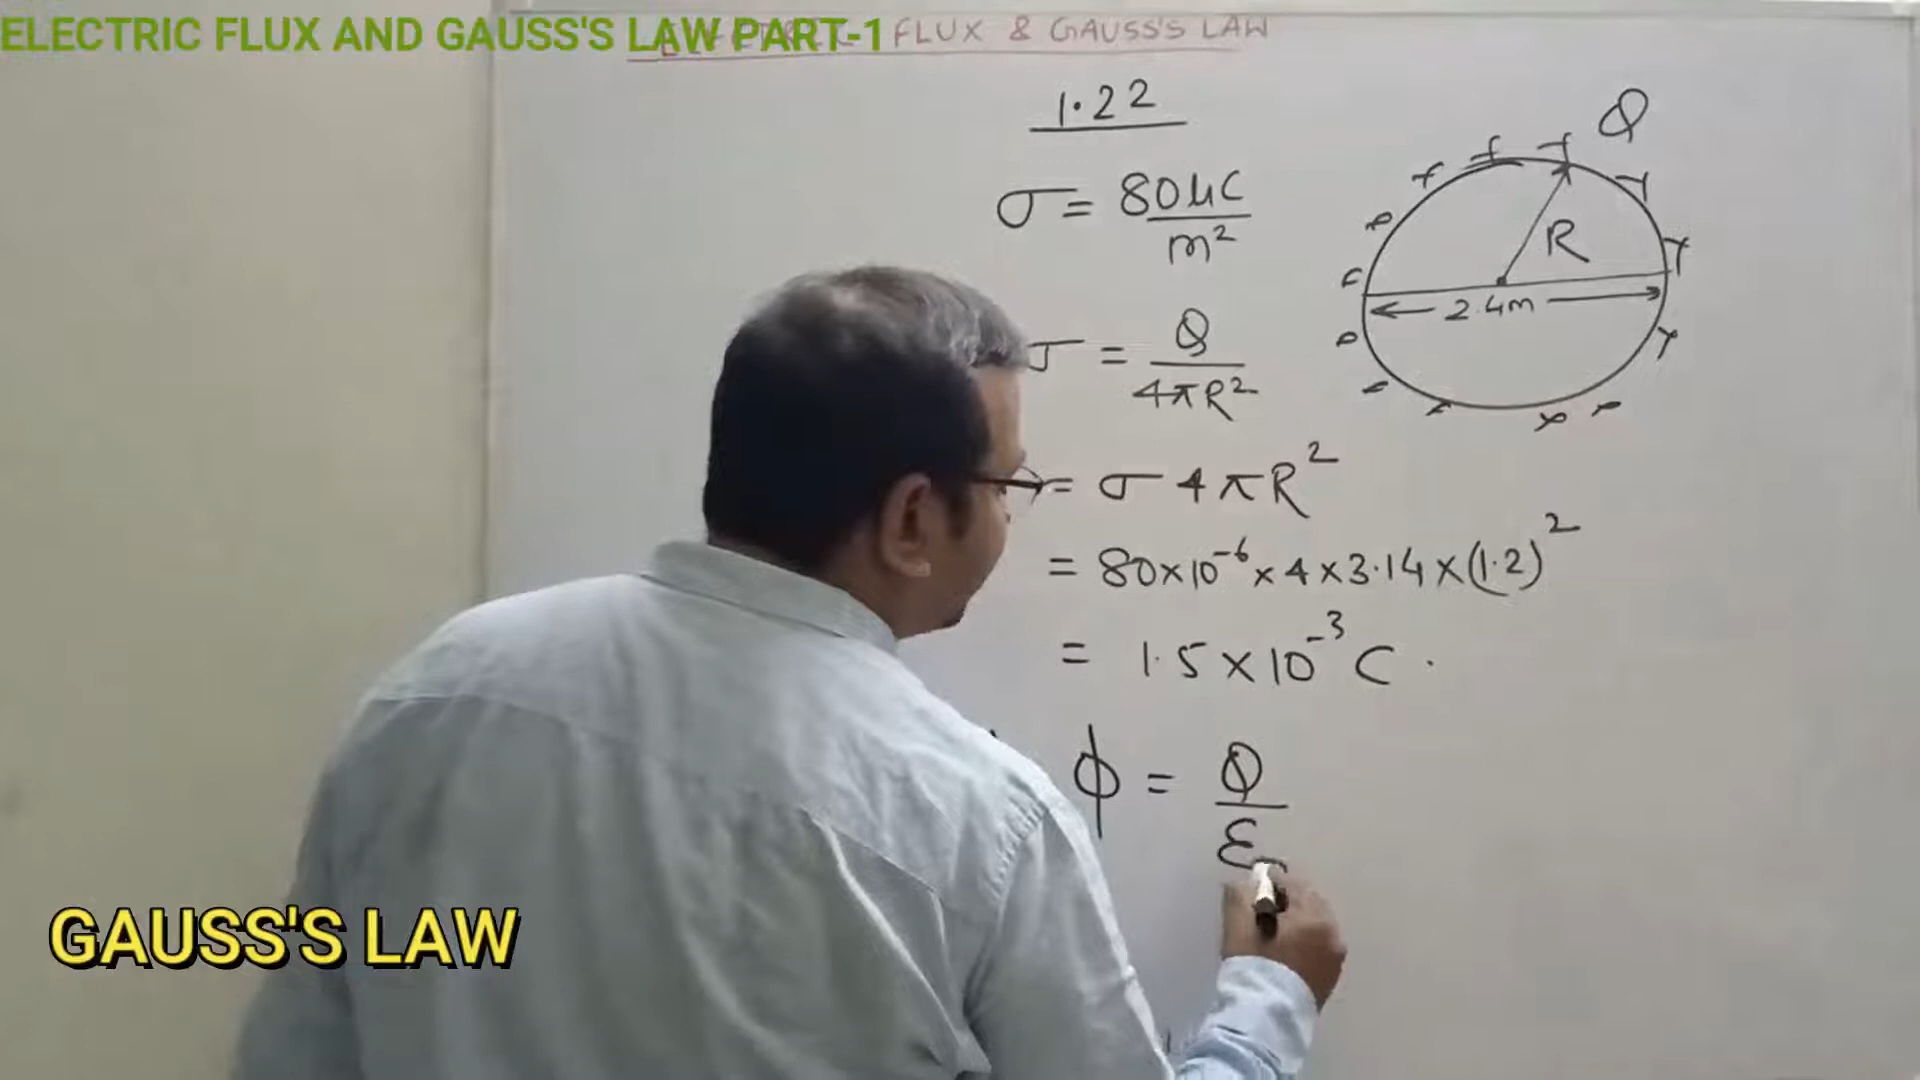 ELECTRIC FLUX AND GAUSS'S LAW PART-1
FLUX & GAUSS'S LAW
1.22
Q
σ = 80μC / m²
R
2.4m
σ = Q / 4πR²
= σ 4πR²
= 80×10⁻⁶ × 4 × 3.14 × (1.2)²
= 1.5 × 10⁻³ C .
ϕ = Q / ε
GAUSS'S LAW